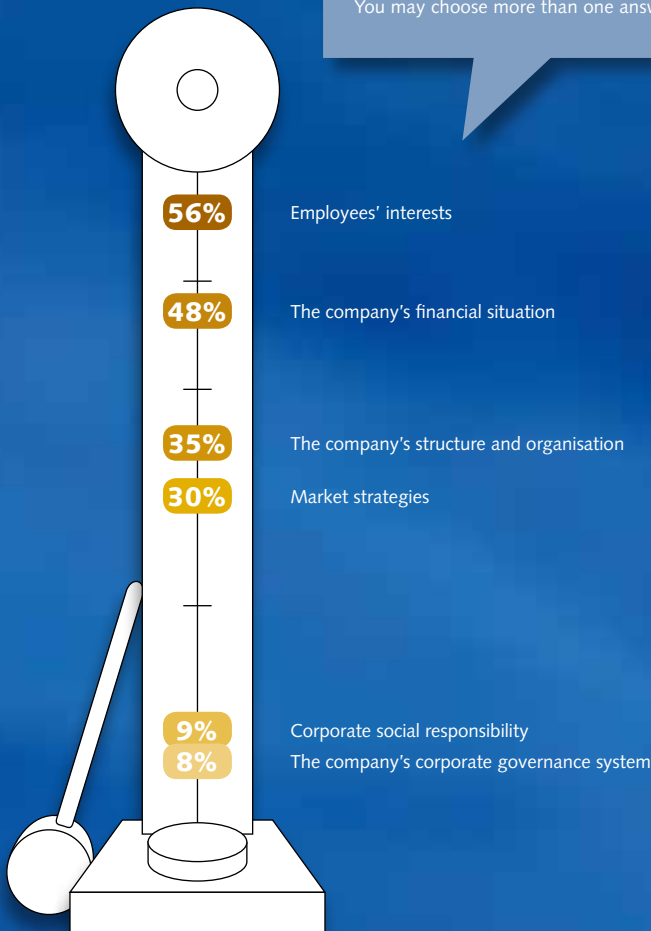 You may choose more than one
56% Employees' interests
48% The company's financial situation
35% The company's structure and organisation
30% Market strategies
9% Corporate social responsibility
8% The company's corporate governance system